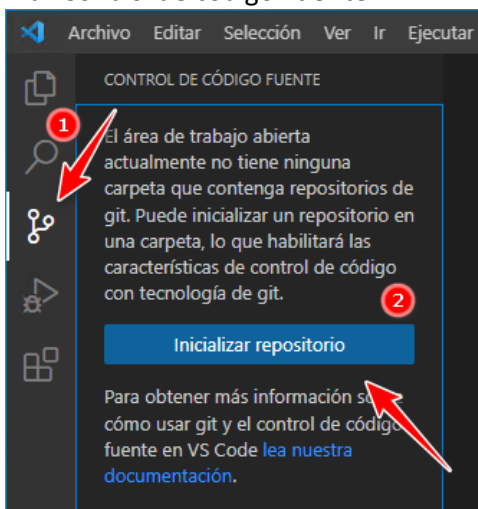 Archivo Editar Selección Ver Ir Ejecutar
CONTROL DE CÓDIGO FUENTE
1
El área de trabajo abierta
actualmente no tiene ninguna
carpeta que contenga repositorios de
git. Puede inicializar un repositorio en
una carpeta, lo que habilitará las
características de control de código
con tecnología de git.
2
Inicializar repositorio
Para obtener más información sobre
cómo usar git y el control de código
fuente en VS Code lea nuestra
documentación.